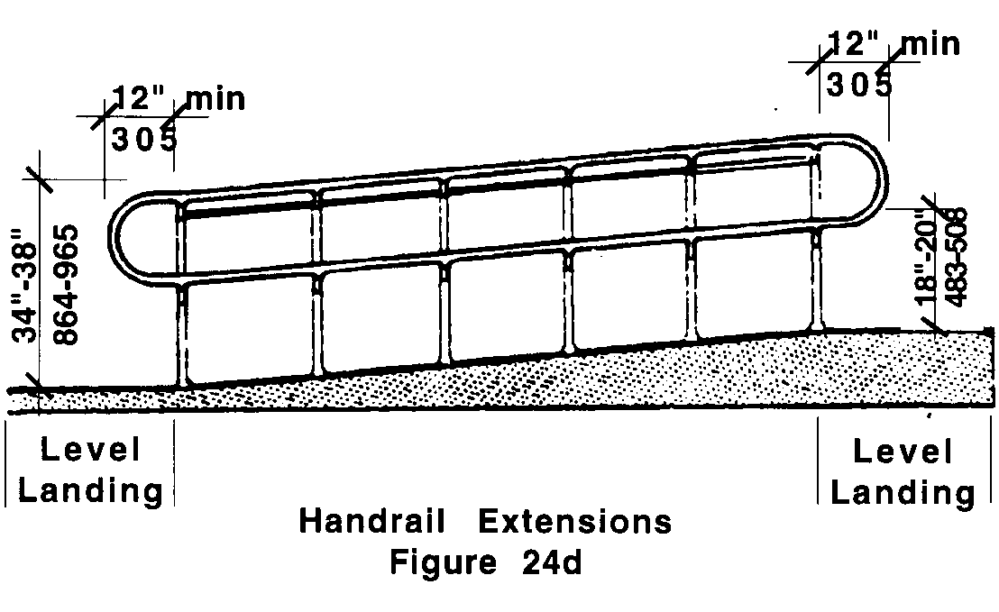 12" min
305
12" min
305
34"-38"
864-965
18"-20"
483-508
Level
Landing
Level
Landing
Handrail Extensions
Figure 24d